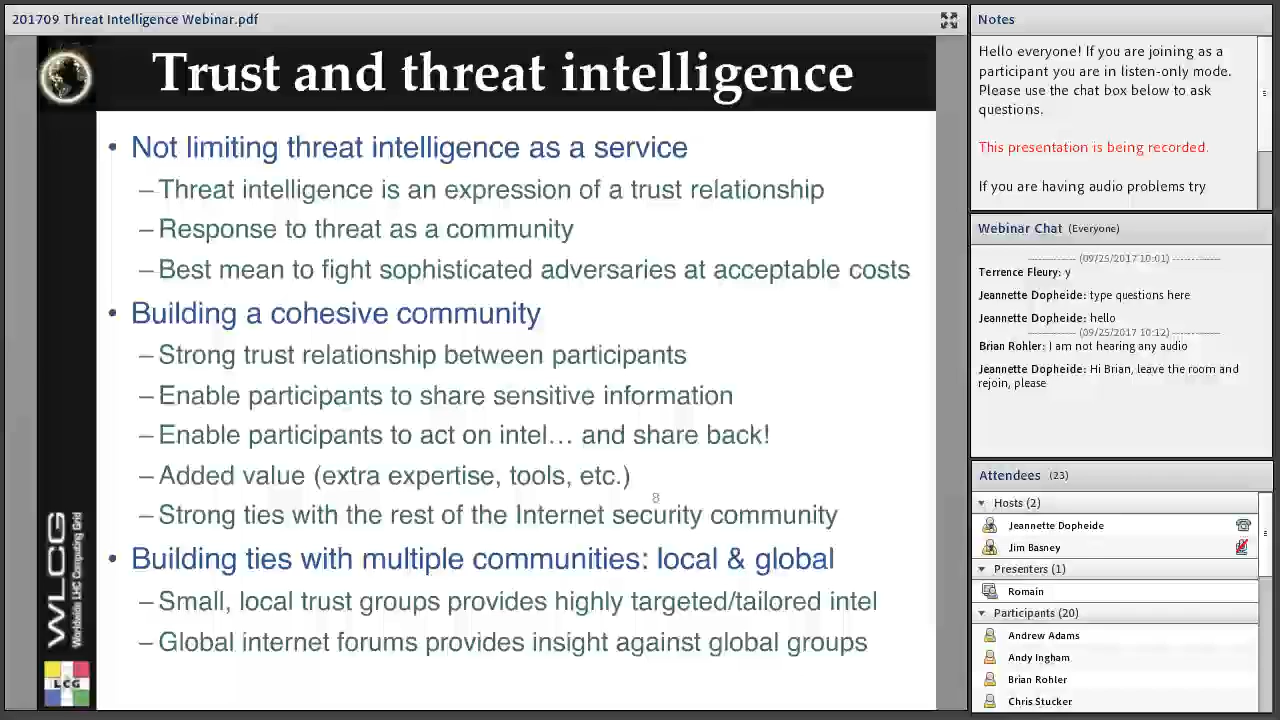 201709 Threat Intelligence Webinar.pdf
Trust and threat intelligence
• Not limiting threat intelligence as a service
– Threat intelligence is an expression of a trust relationship
– Response to threat as a community
– Best mean to fight sophisticated adversaries at acceptable costs
• Building a cohesive community
– Strong trust relationship between participants
– Enable participants to share sensitive information
– Enable participants to act on intel… and share back!
– Added value (extra expertise, tools, etc.)
8
– Strong ties with the rest of the Internet security community
• Building ties with multiple communities: local & global
– Small, local trust groups provides highly targeted/tailored intel
– Global internet forums provides insight against global groups
WLCG
Worldwide LHC Computing Grid
LCG
Notes
Hello everyone! If you are joining as a
participant you are in listen-only mode.
Please use the chat box below to ask
questions.
This presentation is being recorded.
If you are having audio problems try
Webinar Chat (Everyone)
------------------ (09/25/2017 10:01) ------------------
Terrence Fleury: y
Jeannette Dopheide: type questions here
Jeannette Dopheide: hello
------------------ (09/25/2017 10:12) ------------------
Brian Rohler: I am not hearing any audio
Jeannette Dopheide: Hi Brian, leave the room and
rejoin, please
Attendees (23)
Hosts (2)
Jeannette Dopheide
Jim Basney
Presenters (1)
Romain
Participants (20)
Andrew Adams
Andy Ingham
Brian Rohler
Chris Stucker